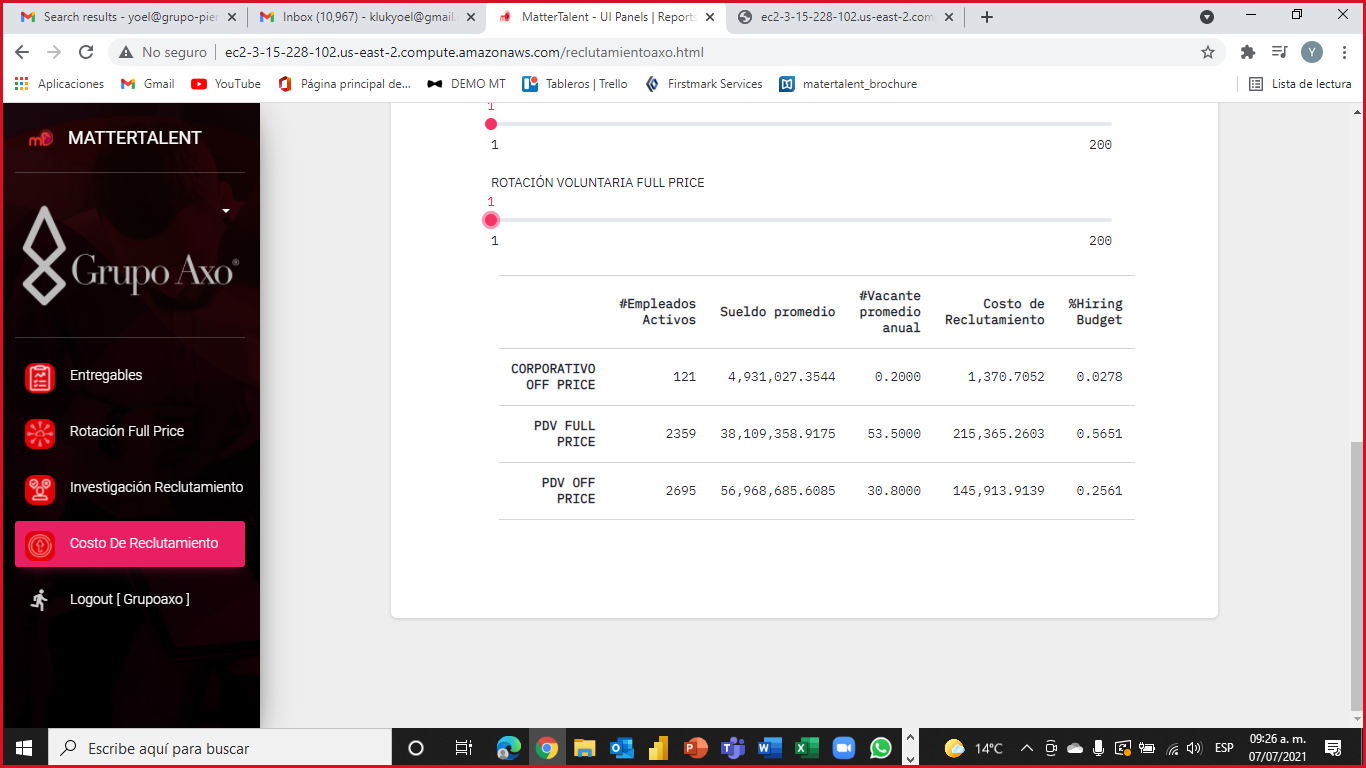 Search results - yoel@grupo-pier
Inbox (10,967) - klukyoel@gmail.
MatterTalent - UI Panels | Reports
ec2-3-15-228-102.us-east-2.com
No seguro
ec2-3-15-228-102.us-east-2.compute.amazonaws.com/reclutamientoaxo.html
Y
Aplicaciones
Gmail
YouTube
Página principal de...
DEMO MT
Tableros | Trello
Firstmark Services
matertalent_brochure
Lista de lectura
MATTERTALENT
Grupo Axo®
Entregables
Rotación Full Price
Investigación Reclutamiento
Costo De Reclutamiento
Logout [ Grupoaxo ]
1
1 200
ROTACIÓN VOLUNTARIA FULL PRICE
1
1 200
#Empleados Activos Sueldo promedio #Vacante promedio anual Costo de Reclutamiento %Hiring Budget
CORPORATIVO OFF PRICE 121 4,931,027.3544 0.2000 1,370.7052 0.0278
PDV FULL PRICE 2359 38,109,358.9175 53.5000 215,365.2603 0.5651
PDV OFF PRICE 2695 56,968,685.6085 30.8000 145,913.9139 0.2561
Escribe aquí para buscar
14°C
ESP
09:26 a. m.
07/07/2021